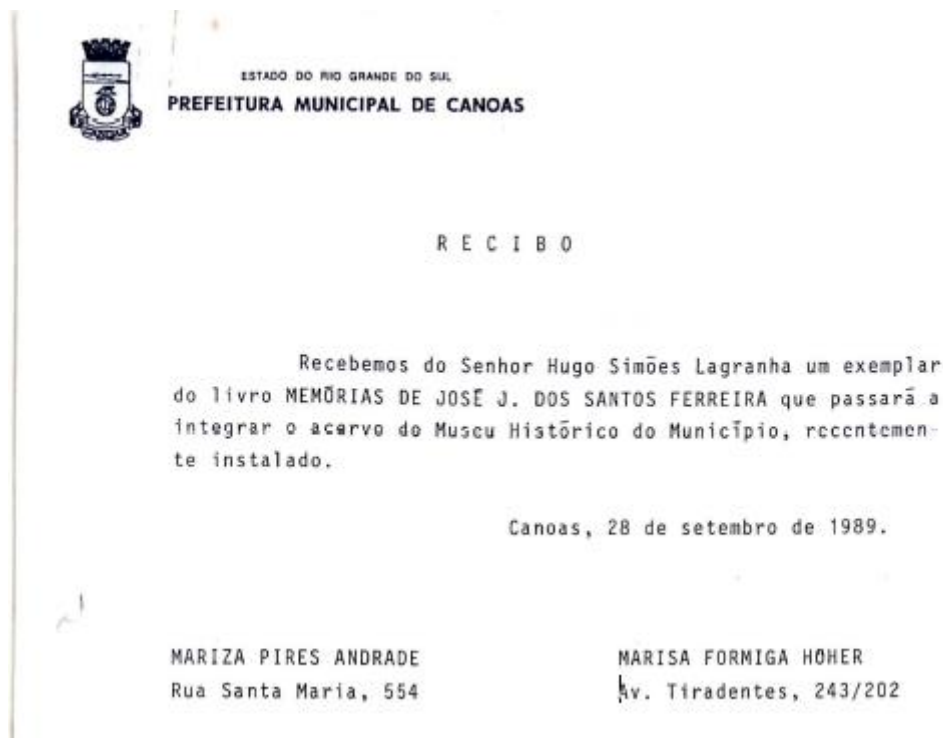 ESTADO DO RIO GRANDE DO SUL
PREFEITURA MUNICIPAL DE CANOAS
CANOAS
R E C I B O
Recebemos do Senhor Hugo Simões Lagranha um exemplar
do livro MEMÓRIAS DE JOSÉ J. DOS SANTOS FERREIRA que passará a
integrar o acervo do Museu Histórico do Município, recentemen-
te instalado.
Canoas, 28 de setembro de 1989.
MARIZA PIRES ANDRADE
Rua Santa Maria, 554
MARISA FORMIGA HOHER
Av. Tiradentes, 243/202